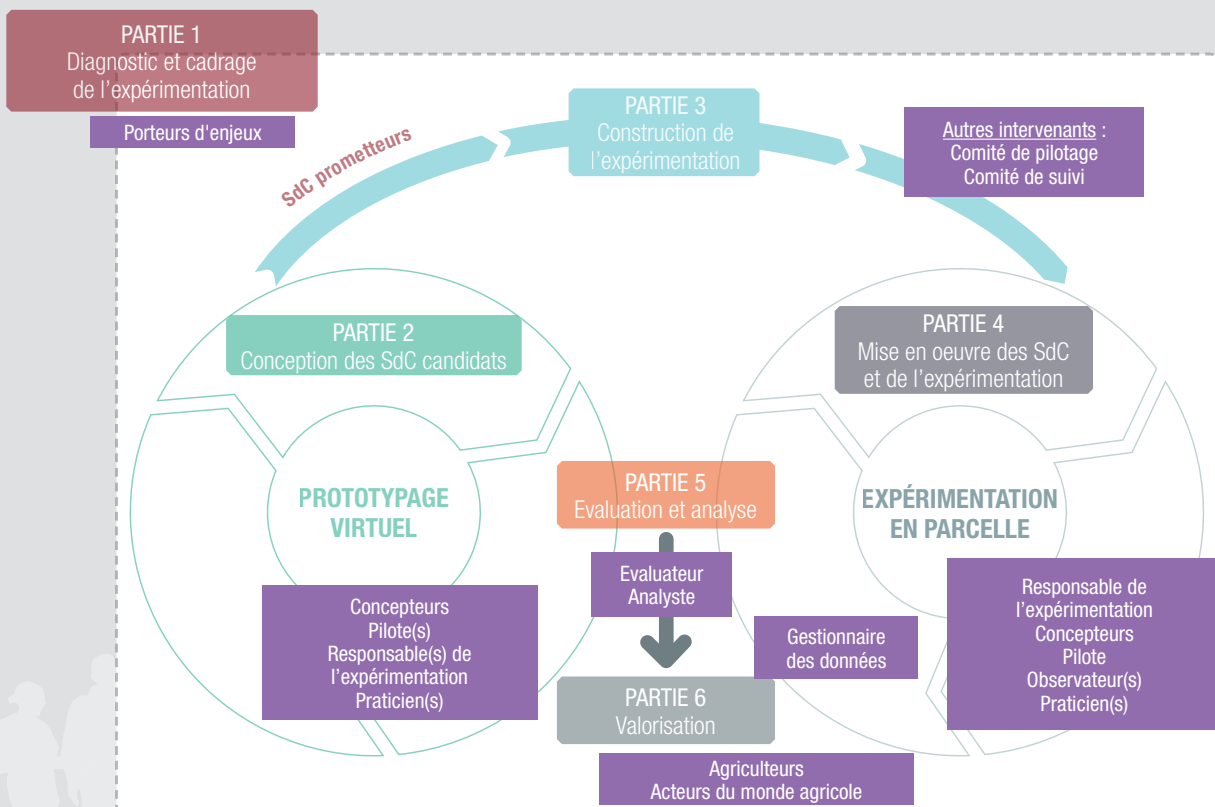 PARTIE 1
Diagnostic et cadrage
de l'expérimentation
Porteurs d'enjeux
SdC prometteurs
PARTIE 3
Construction de
l'expérimentation
Autres intervenants :
Comité de pilotage
Comité de suivi
PARTIE 2
Conception des SdC candidats
PARTIE 4
Mise en oeuvre des SdC
et de l'expérimentation
PROTOTYPAGE
VIRTUEL
PARTIE 5
Evaluation et analyse
EXPÉRIMENTATION
EN PARCELLE
Evaluateur
Analyste
Concepteurs
Pilote(s)
Responsable(s) de
l'expérimentation
Praticien(s)
Gestionnaire
des données
Responsable de
l'expérimentation
Concepteurs
Pilote
Observateur(s)
Praticien(s)
PARTIE 6
Valorisation
Agriculteurs
Acteurs du monde agricole